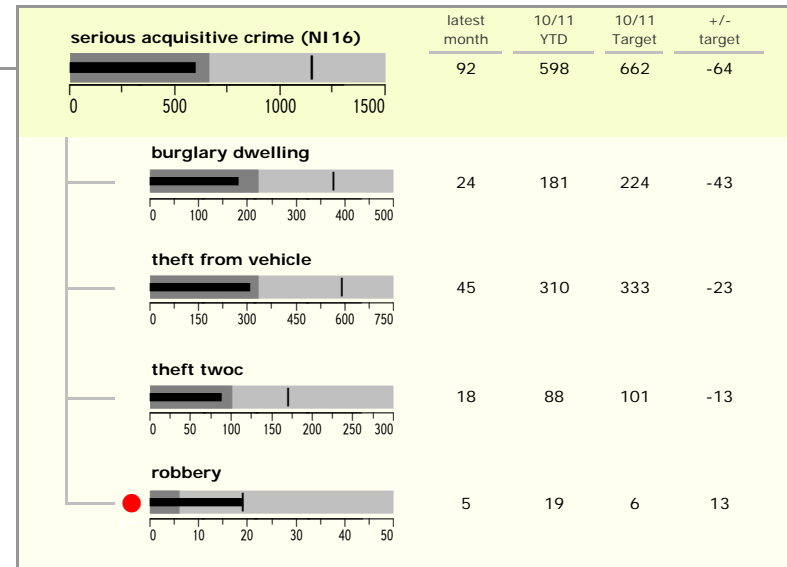 latest 10/11 10/11 +/-
serious acquisitive crime (NI16) month YTD Target target
92 598 662 -64
0 500 1000 1500
burglary dwelling
24 181 224 -43
0 100 200 300 400 500
theft from vehicle
45 310 333 -23
0 150 300 450 600 750
theft twoc
18 88 101 -13
0 50 100 150 200 250 300
robbery
5 19 6 13
0 10 20 30 40 50